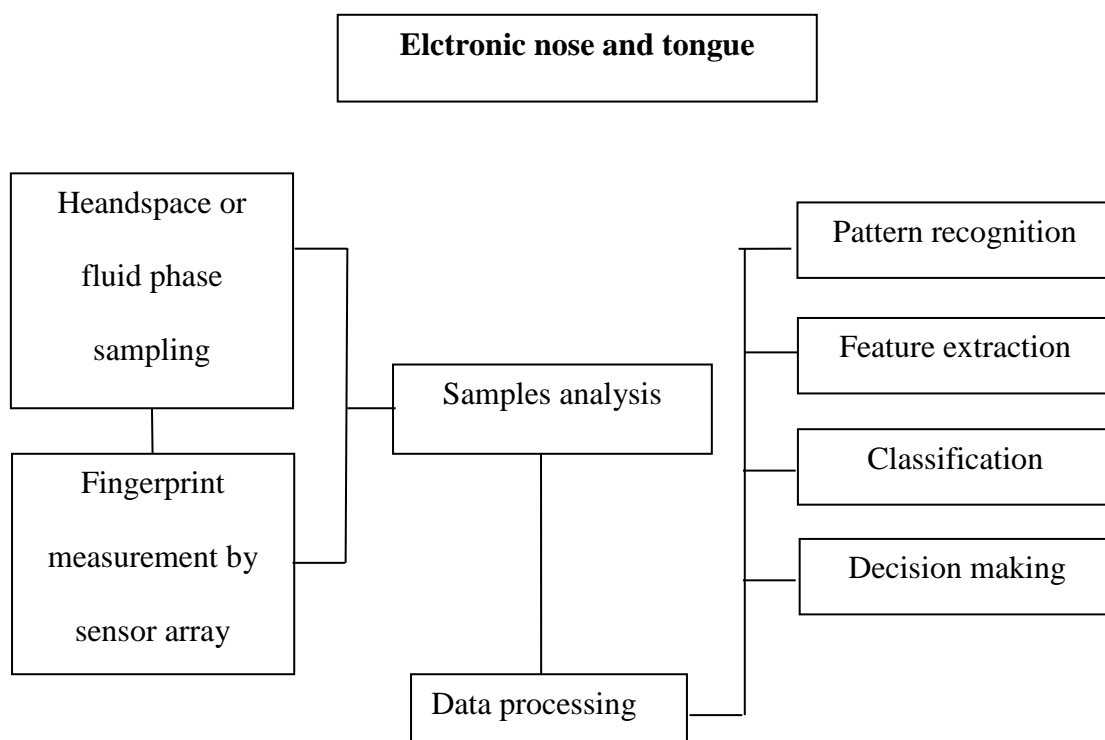 Elctronic nose and tongue
Heandspace or
fluid phase
sampling
Fingerprint
measurement by
sensor array
Samples analysis
Data processing
Pattern recognition
Feature extraction
Classification
Decision making